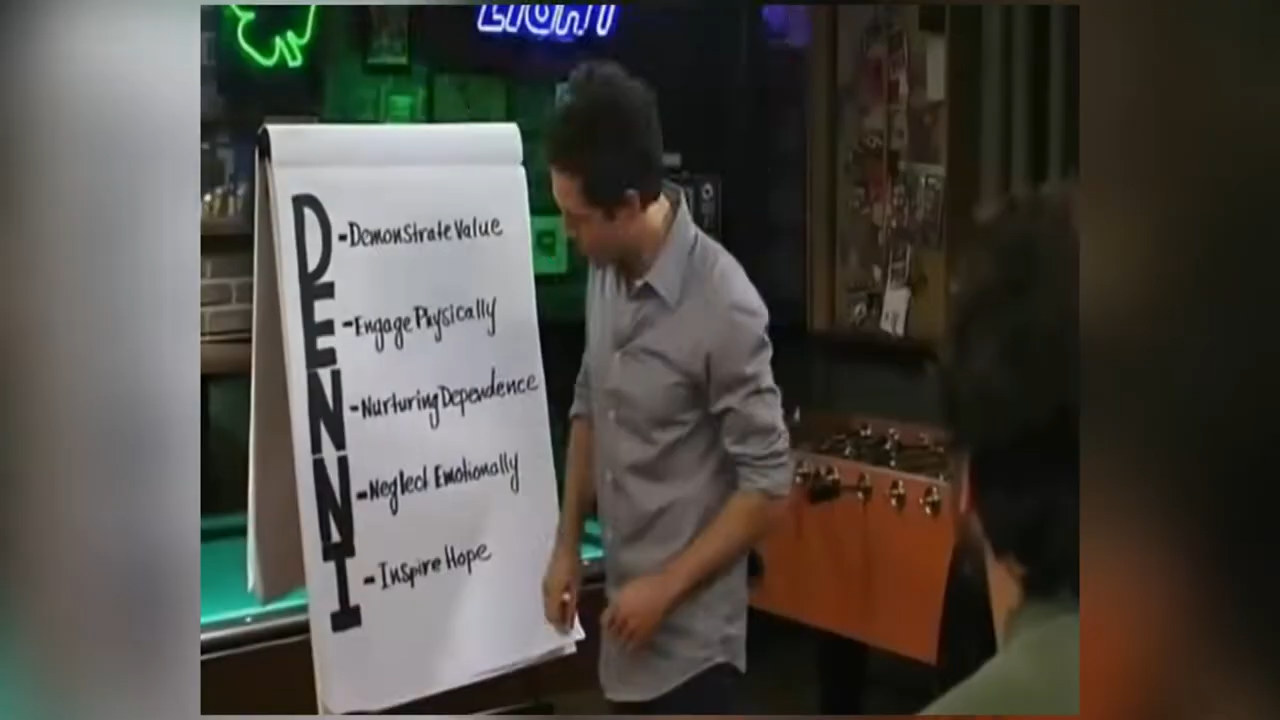 LIGHT
D - Demonstrate Value
E - Engage Physically
N - Nurturing Dependence
N - Neglect Emotionally
I - Inspire Hope